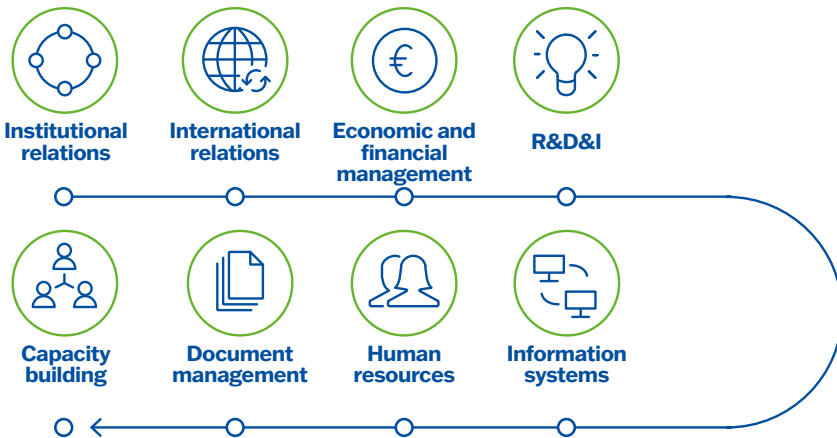 Institutional
relations
International
relations
Economic and
financial
management
R&D&I
Capacity
building
Document
management
Human
resources
Information
systems